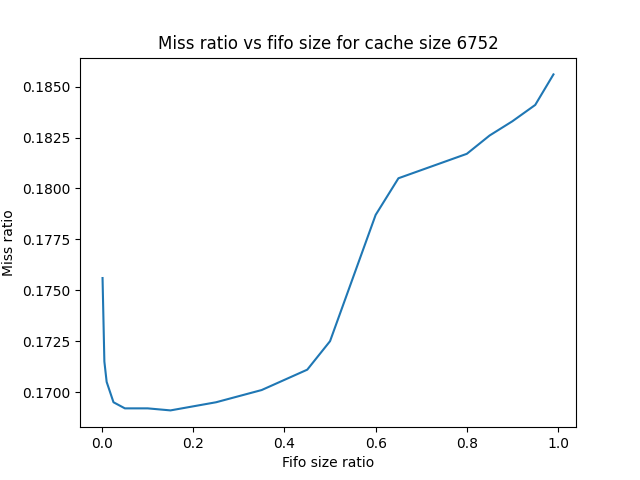 Miss ratio vs fifo size for cache size 6752
0.1850
0.1825
0.1800
0.1775
0.1750
0.1725
0.1700
Miss ratio
0.0 0.2 0.4 0.6 0.8 1.0
Fifo size ratio